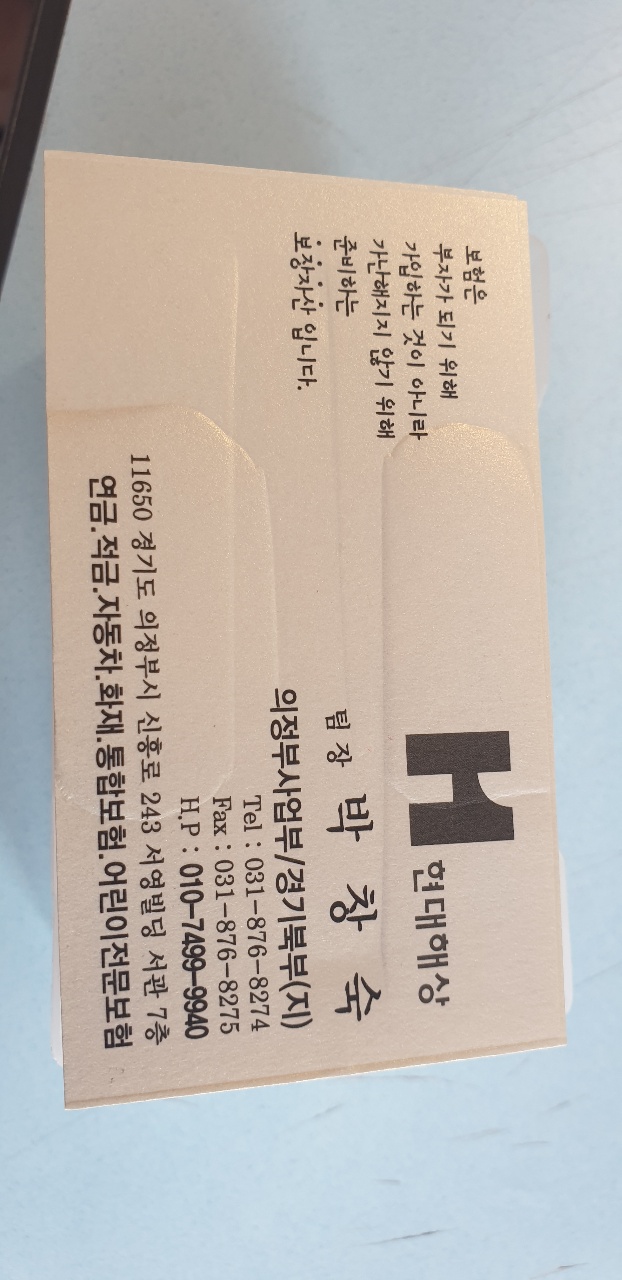 보험은
부자가 되기 위해
가입하는 것이 아니라
가난해지지 않기 위해
준비하는
보장자산 입니다.
H 현대해상
팀장 박창숙
의정부사업부/경기북부(지)
Tel : 031-876-8274
Fax : 031-876-8275
H.P : 010-7499-9940
11650 경기도 의정부시 신흥로 243 서영빌딩 서관 7층
연금.적금.자동차.화재.통합보험.어린이전문보험